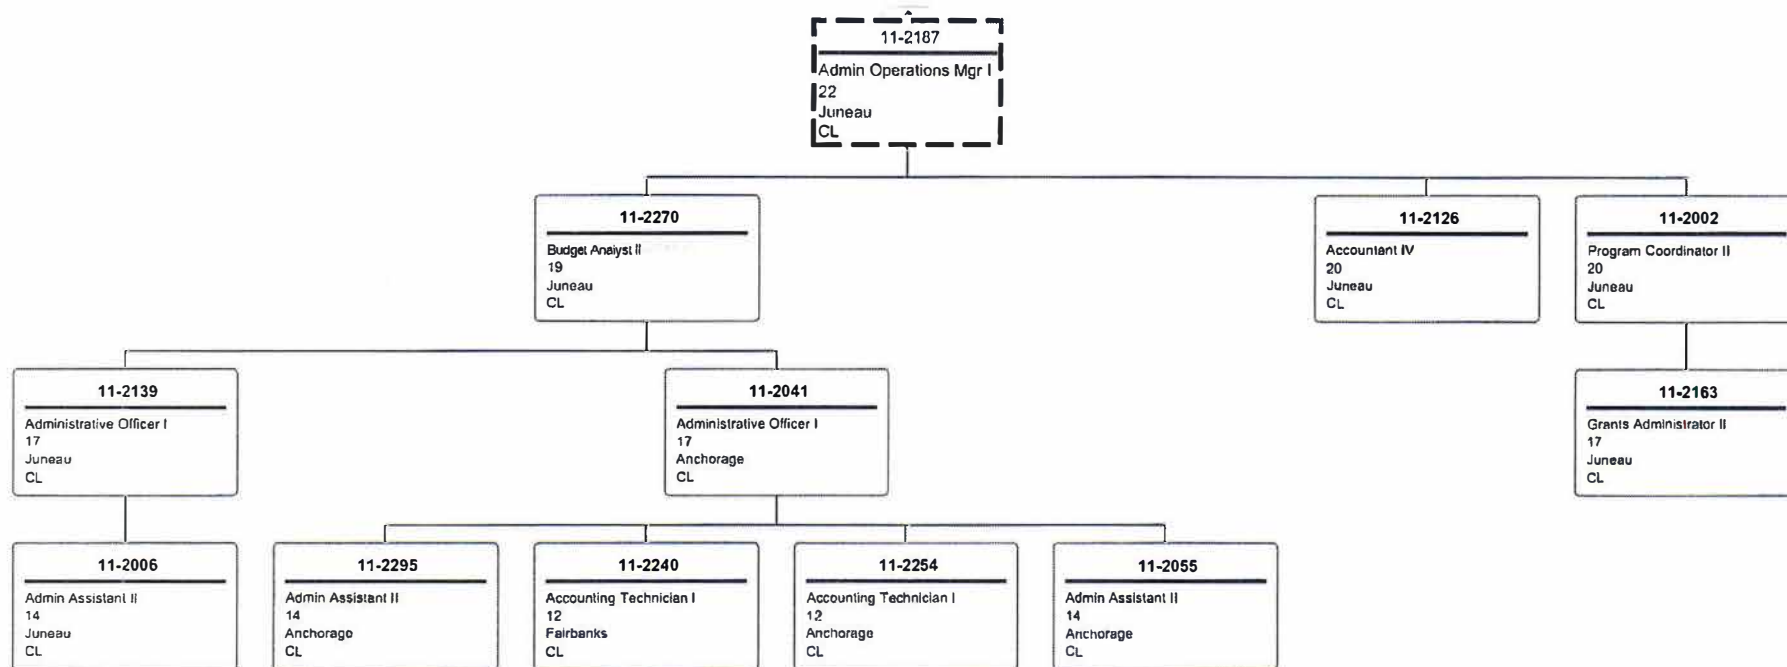 11-2187
Admin Operations Mgr I
22
Juneau
CL
11-2270
Budget Analyst II
19
Juneau
CL
11-2126
Accountant IV
20
Juneau
CL
11-2002
Program Coordinator II
20
Juneau
CL
11-2139
Administrative Officer I
17
Juneau
CL
11-2041
Administrative Officer I
17
Anchorage
CL
11-2163
Grants Administrator II
17
Juneau
CL
11-2006
Admin Assistant II
14
Juneau
CL
11-2295
Admin Assistant II
14
Anchorage
CL
11-2240
Accounting Technician I
12
Fairbanks
CL
11-2254
Accounting Technician I
12
Anchorage
CL
11-2055
Admin Assistant II
14
Anchorage
CL